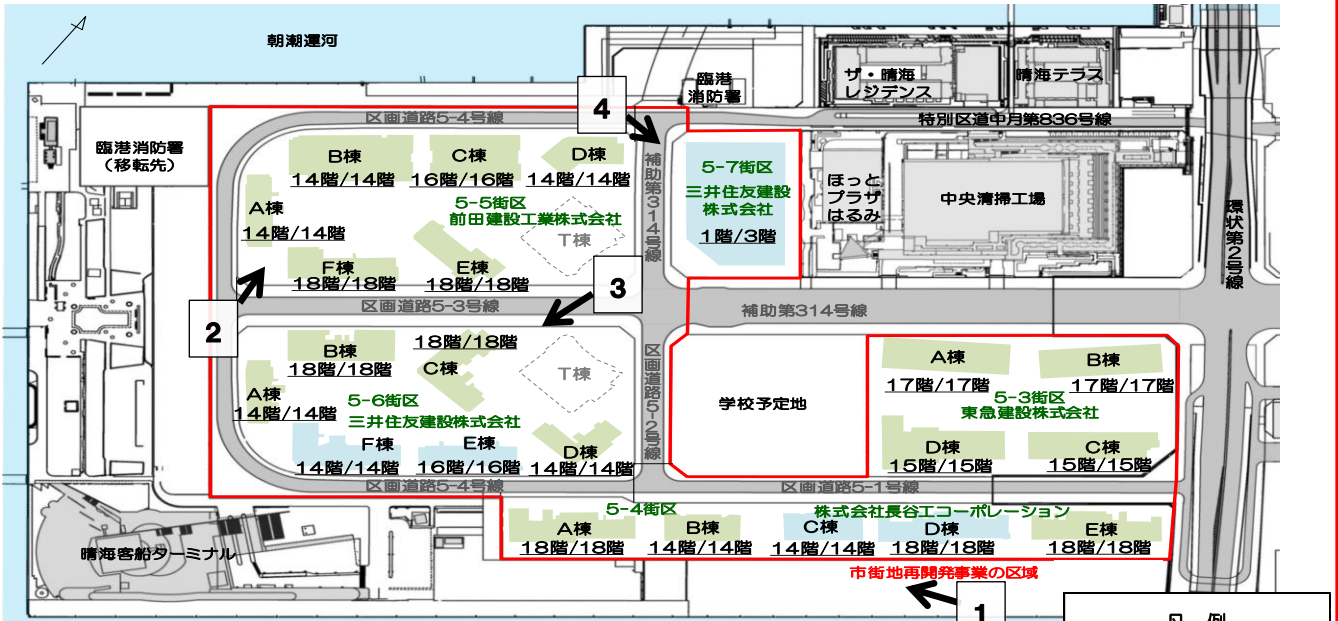 朝潮運河
臨港
消防署
ザ・晴海
レジデンス
晴海テラス
4
区画道路5-4号線
特別区道中月第836号線
臨港消防署
（移転先）
B棟
14階/14階
C棟
16階/16階
D棟
14階/14階
補助第314号線
5-7街区
三井住友建設
株式会社
1階/3階
ほっと
プラザ
はるみ
中央清掃工場
環状第2号線
A棟
14階/14階
5-5街区
前田建設工業株式会社
T棟
F棟
18階/18階
E棟
18階/18階
2
3
区画道路5-3号線
補助第314号線
B棟
18階/18階
18階/18階
C棟
T棟
区画道路5-2号線
A棟
14階/14階
5-6街区
三井住友建設株式会社
F棟
14階/14階
E棟
16階/16階
D棟
14階/14階
学校予定地
A棟
17階/17階
B棟
17階/17階
5-3街区
東急建設株式会社
D棟
15階/15階
C棟
15階/15階
区画道路5-4号線
区画道路5-1号線
5-4街区
株式会社長谷工コーポレーション
A棟
18階/18階
B棟
14階/14階
C棟
14階/14階
D棟
18階/18階
E棟
18階/18階
晴海客船ターミナル
市街地再開発事業の区域
1
凡 例